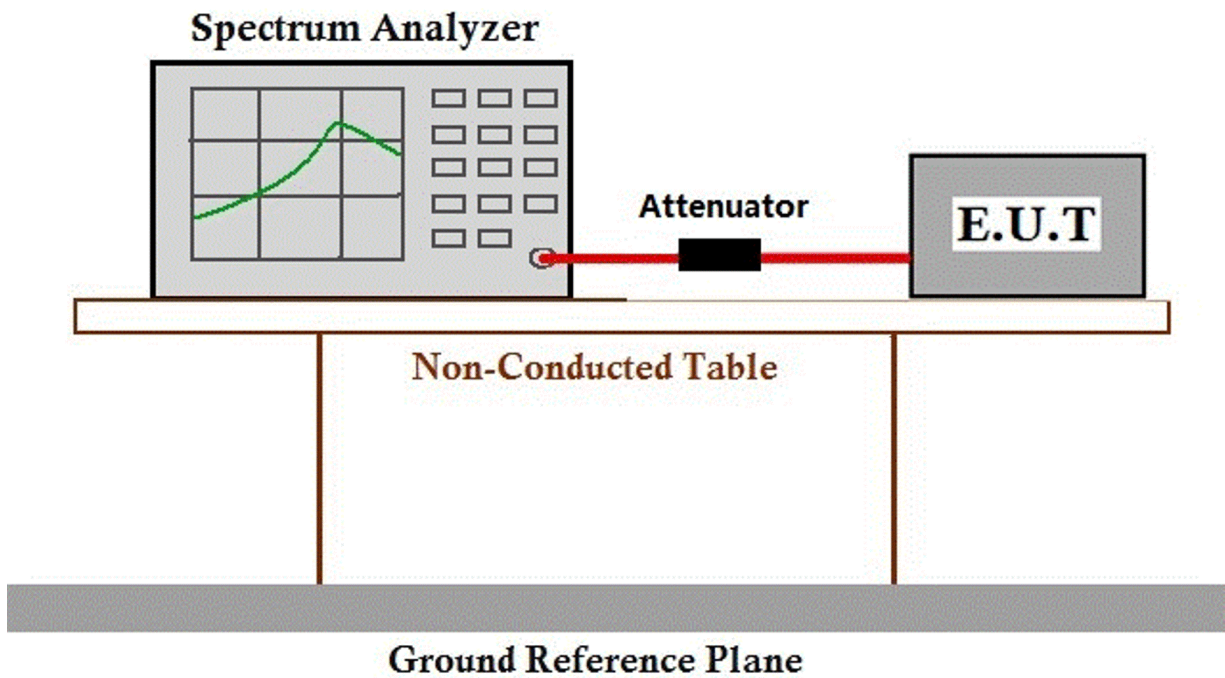 Spectrum Analyzer
Attenuator
E.U.T
Non-Conducted Table
Ground Reference Plane